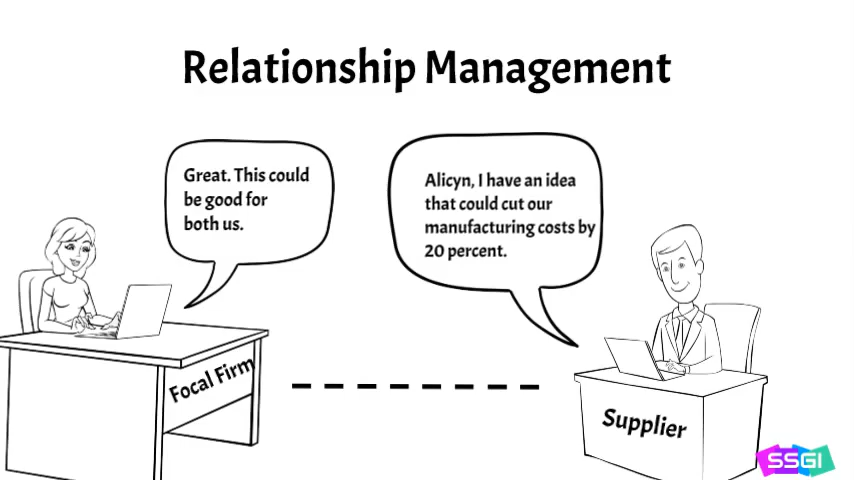 Relationship Management
Great. This could
be good for
both us.
Alicyn, I have an idea
that could cut our
manufacturing costs by
20 percent.
Focal Firm
Supplier
SSGI